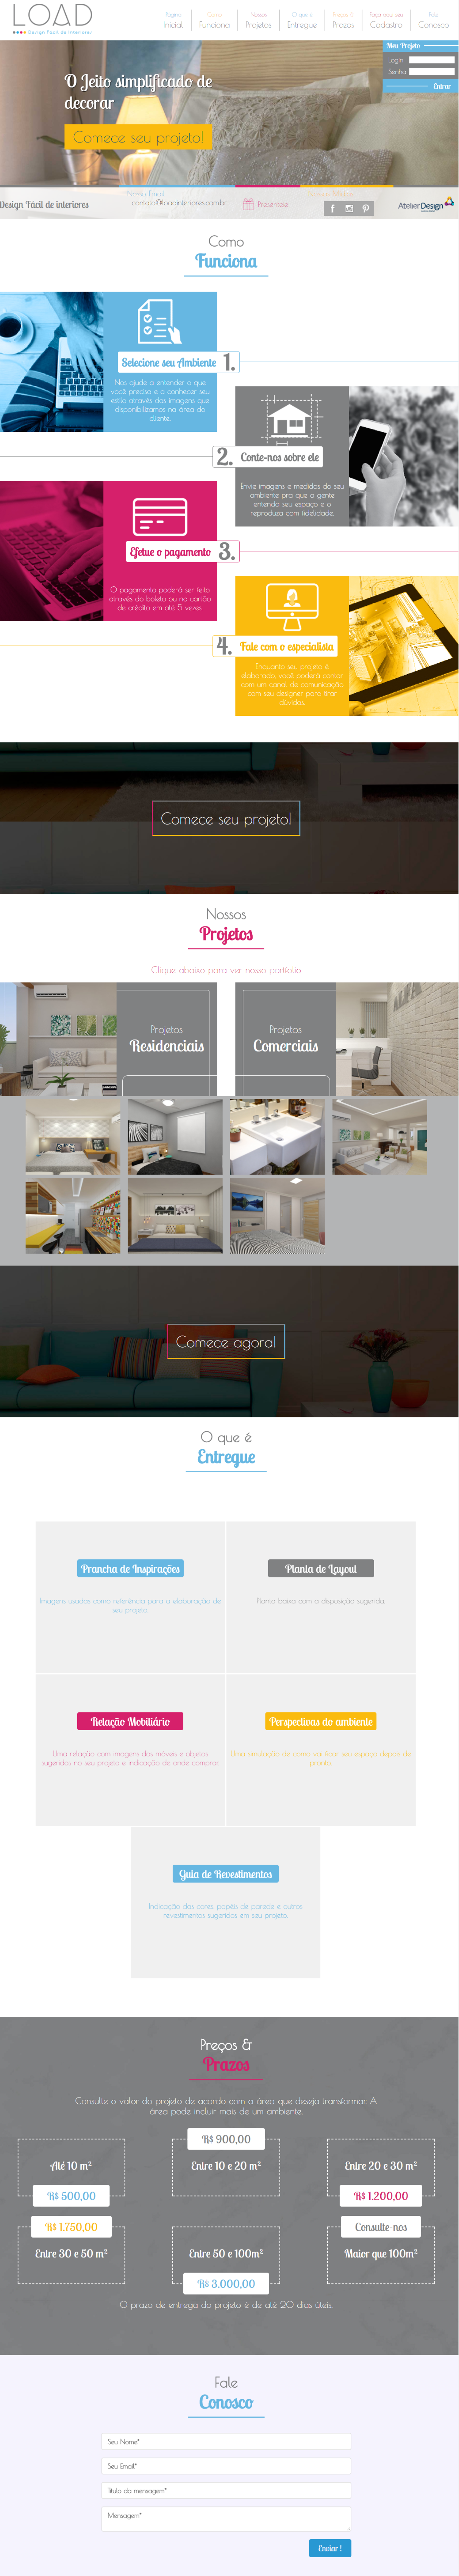 LOAD
Design Fácil de Interiores
Página
Inicial
Como
Funciona
Nossos
Projetos
O que é
Entregue
Preços &
Prazos
Faça aqui seu
Cadastro
Fale
Conosco
Meu Projeto
Login
Senha
Entrar
O Jeito simplificado de
decorar
Comece seu projeto!
Design Fácil de interiores
Nosso Email
contato@loadinteriores.com.br
Presenteie
Atelier Design
Como
Funciona
Selecione seu Ambiente 1.
Nos ajude a entender o que
você precisa e a conhecer seu
estilo através das imagens que
disponibilizamos na área do
cliente.
2. Conte-nos sobre ele
Envie imagens e medidas do seu
ambiente pra que a gente
entenda seu espaço e o
reproduza com fidelidade.
Efetue o pagamento 3.
O pagamento poderá ser feito
através do boleto ou no cartão
de crédito em até 5 vezes.
4. Fale com o especialista
Enquanto seu projeto é
elaborado, você poderá contar
com um canal de comunicação
com seu designer para tirar
dúvidas.
Comece seu projeto!
Nossos
Projetos
Clique abaixo para ver nosso portfolio
Projetos
Residenciais
Projetos
Comerciais
Comece agora!
O que é
Entregue
Prancha de Inspirações
Imagens usadas como referência para a elaboração de
seu projeto.
Planta de Layout
Planta baixa com a disposição sugerida.
Relação Mobiliário
Uma relação com imagens dos móveis e objetos
sugeridos no seu projeto e indicação de onde comprar.
Perspectivas do ambiente
Uma simulação de como vai ficar seu espaço depois de
pronto.
Guia de Revestimentos
Indicação das cores, papéis de parede e outros
revestimentos sugeridos em seu projeto.
Preços &
Prazos
Consulte o valor do projeto de acordo com a área que deseja transformar. A
área pode incluir mais de um ambiente.
Até 10 m²
R$ 500,00
R$ 900,00
Entre 10 e 20 m²
Entre 20 e 30 m²
R$ 1.200,00
R$ 1.750,00
Entre 30 e 50 m²
Entre 50 e 100m²
R$ 3.000,00
Consulte-nos
Maior que 100m²
O prazo de entrega do projeto é de até 20 dias úteis.
Fale
Conosco
Seu Nome*
Seu Email*
Título da mensagem*
Mensagem*
Enviar !